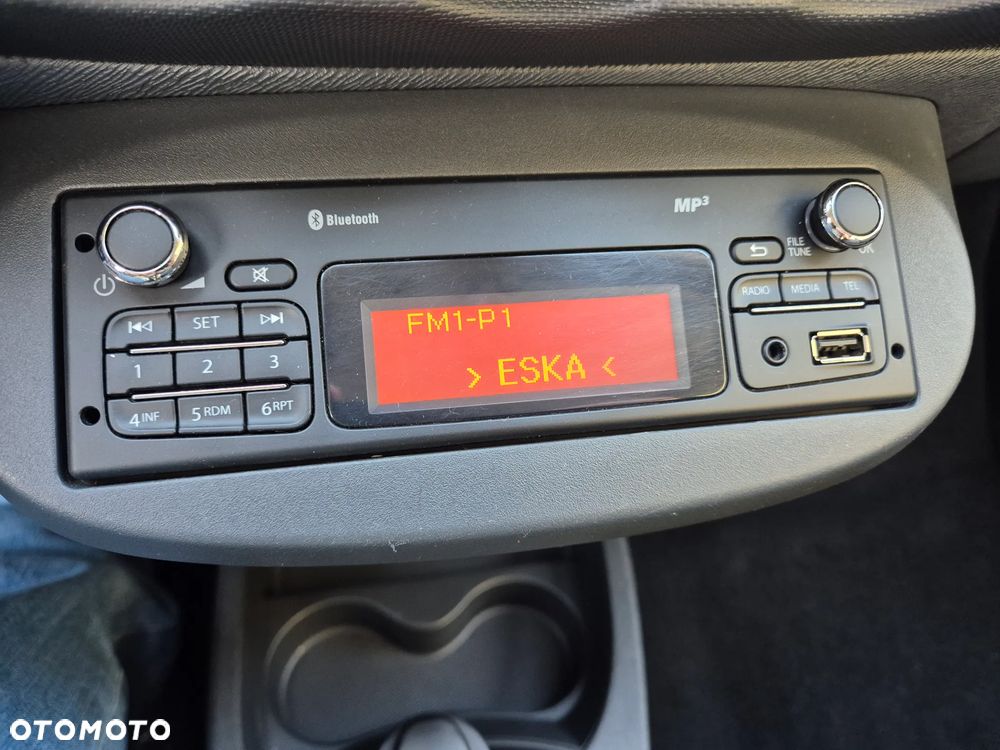 Bluetooth
MP3
FILE
TUNE
OK
RADIO MEDIA TEL
SET
1 2 3
4 INF 5 RDM 6 RPT
FM1-P1
> ESKA <
OTOMOTO